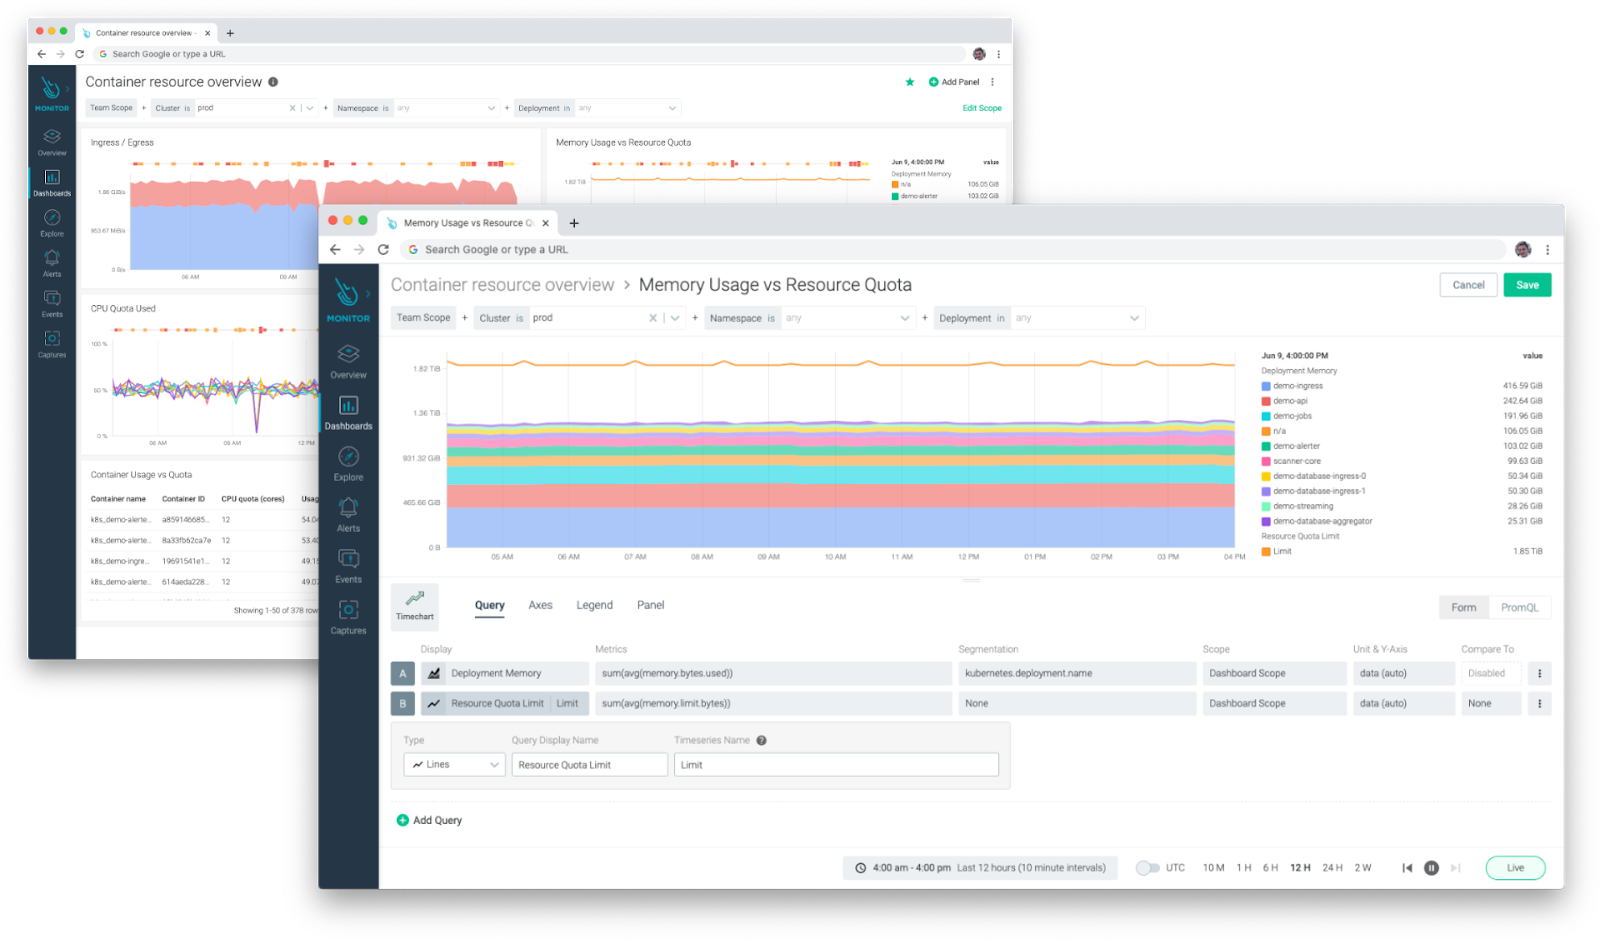 Container resource overview -
Search Google or type a URL
MONITOR
Overview
Dashboards
Explore
Alerts
Events
Captures
Container resource overview
Add Panel
Team Scope + Cluster is prod + Namespace is any + Deployment in any
Edit Scope
Ingress / Egress
1.86 GiB/s
953.67 MiB/s
0 B/s
06 AM 09 AM
Memory Usage vs Resource Quota
1.82 TiB
Jun 9, 4:00:00 PM value
Deployment Memory
n/a 106.05 GiB
demo-alerter 103.02 GiB
CPU Quota Used
100 %
50 %
0 %
06 AM 09 AM 12 PM
Container Usage vs Quota
Container name Container ID CPU quota (cores) Usag
k8s_demo-alerte... a859146685... 12 54.04
k8s_demo-alerte... 8a33fb62ca7e 12 53.40
k8s_demo-ingre... 19691541e1... 12 49.15
k8s_demo-alerte... 614aeda228... 12 49.07
Showing 1-50 of 378 row
Memory Usage vs Resource Qu
Search Google or type a URL
MONITOR
Overview
Dashboards
Explore
Alerts
Events
Captures
Container resource overview > Memory Usage vs Resource Quota
Cancel Save
Team Scope + Cluster is prod + Namespace is any + Deployment in any
1.82 TiB
1.36 TiB
931.32 GiB
465.66 GiB
0 B
05 AM 06 AM 07 AM 08 AM 09 AM 10 AM 11 AM 12 PM 01 PM 02 PM 03 PM 04 PM
Jun 9, 4:00:00 PM value
Deployment Memory
demo-ingress 416.59 GiB
demo-api 242.64 GiB
demo-jobs 191.96 GiB
n/a 106.05 GiB
demo-alerter 103.02 GiB
scanner-core 99.63 GiB
demo-database-ingress-0 50.34 GiB
demo-database-ingress-1 50.30 GiB
demo-streaming 28.26 GiB
demo-database-aggregator 25.31 GiB
Resource Quota Limit
Limit 1.85 TiB
Timechart
Query Axes Legend Panel
Form PromQL
Display Metrics Segmentation Scope Unit & Y-Axis Compare To
A Deployment Memory sum(avg(memory.bytes.used)) kubernetes.deployment.name Dashboard Scope data (auto) Disabled
B Resource Quota Limit Limit sum(avg(memory.limit.bytes)) None Dashboard Scope data (auto) None
Type Query Display Name Timeseries Name
Lines Resource Quota Limit Limit
Add Query
4:00 am - 4:00 pm Last 12 hours (10 minute intervals) UTC 10 M 1 H 6 H 12 H 24 H 2 W Live